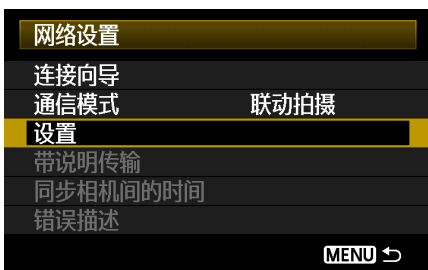 网络设置
连接向导
通信模式 联动拍摄
设置
带说明传输
同步相机间的时间
错误描述
MENU